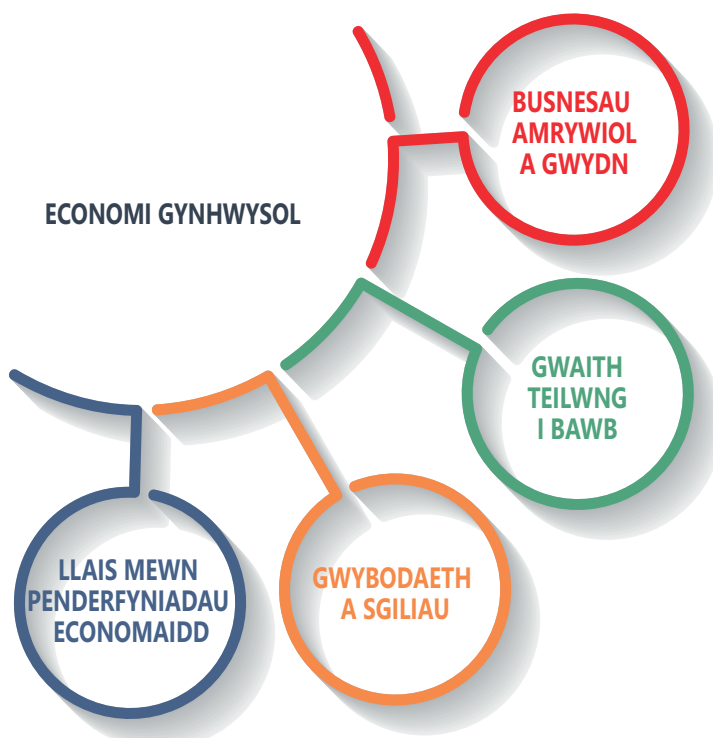 BUSNESAU
AMRYWIOL
A GWYDN
ECONOMI GYNHWYSOL
GWAITH
TEILWNG
I BAWB
GWYBODAETH
A SGILIAU
LLAIS MEWN
PENDERFYNIADAU
ECONOMAIDD